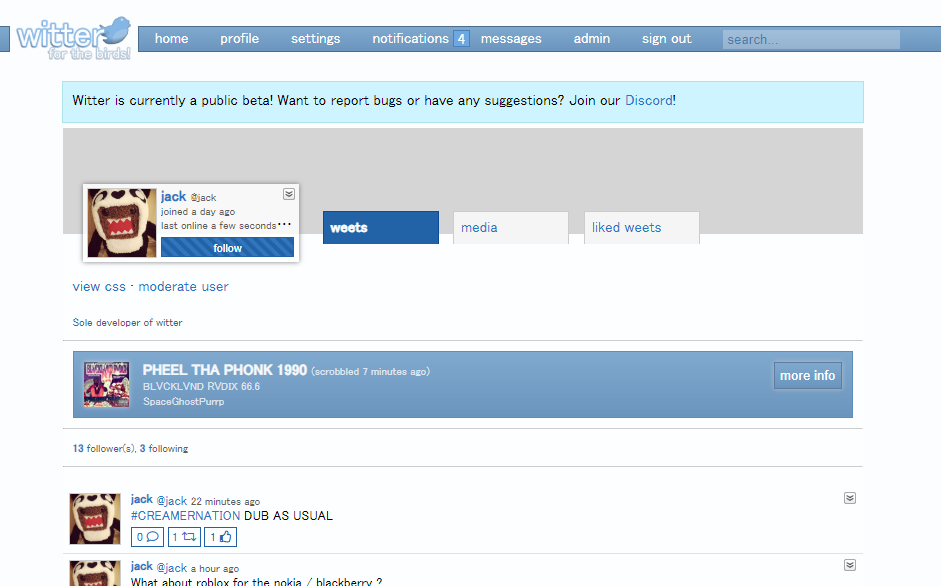 witter
for the birds!
home profile settings notifications 4 messages admin sign out search...
Witter is currently a public beta! Want to report bugs or have any suggestions? Join our Discord!
jack @jack
joined a day ago
last online a few seconds...
follow
weets media liked weets
view css · moderate user
Sole developer of witter
PHEEL THA PHONK 1990 (scrobbled 7 minutes ago)
BLVCKLVND RVDIX 66.6
SpaceGhostPurrp
more info
13 follower(s), 3 following
jack @jack 22 minutes ago
#CREAMERNATION DUB AS USUAL
0 1 1
jack @jack a hour ago
What about roblox for the nokia / blackberry ?